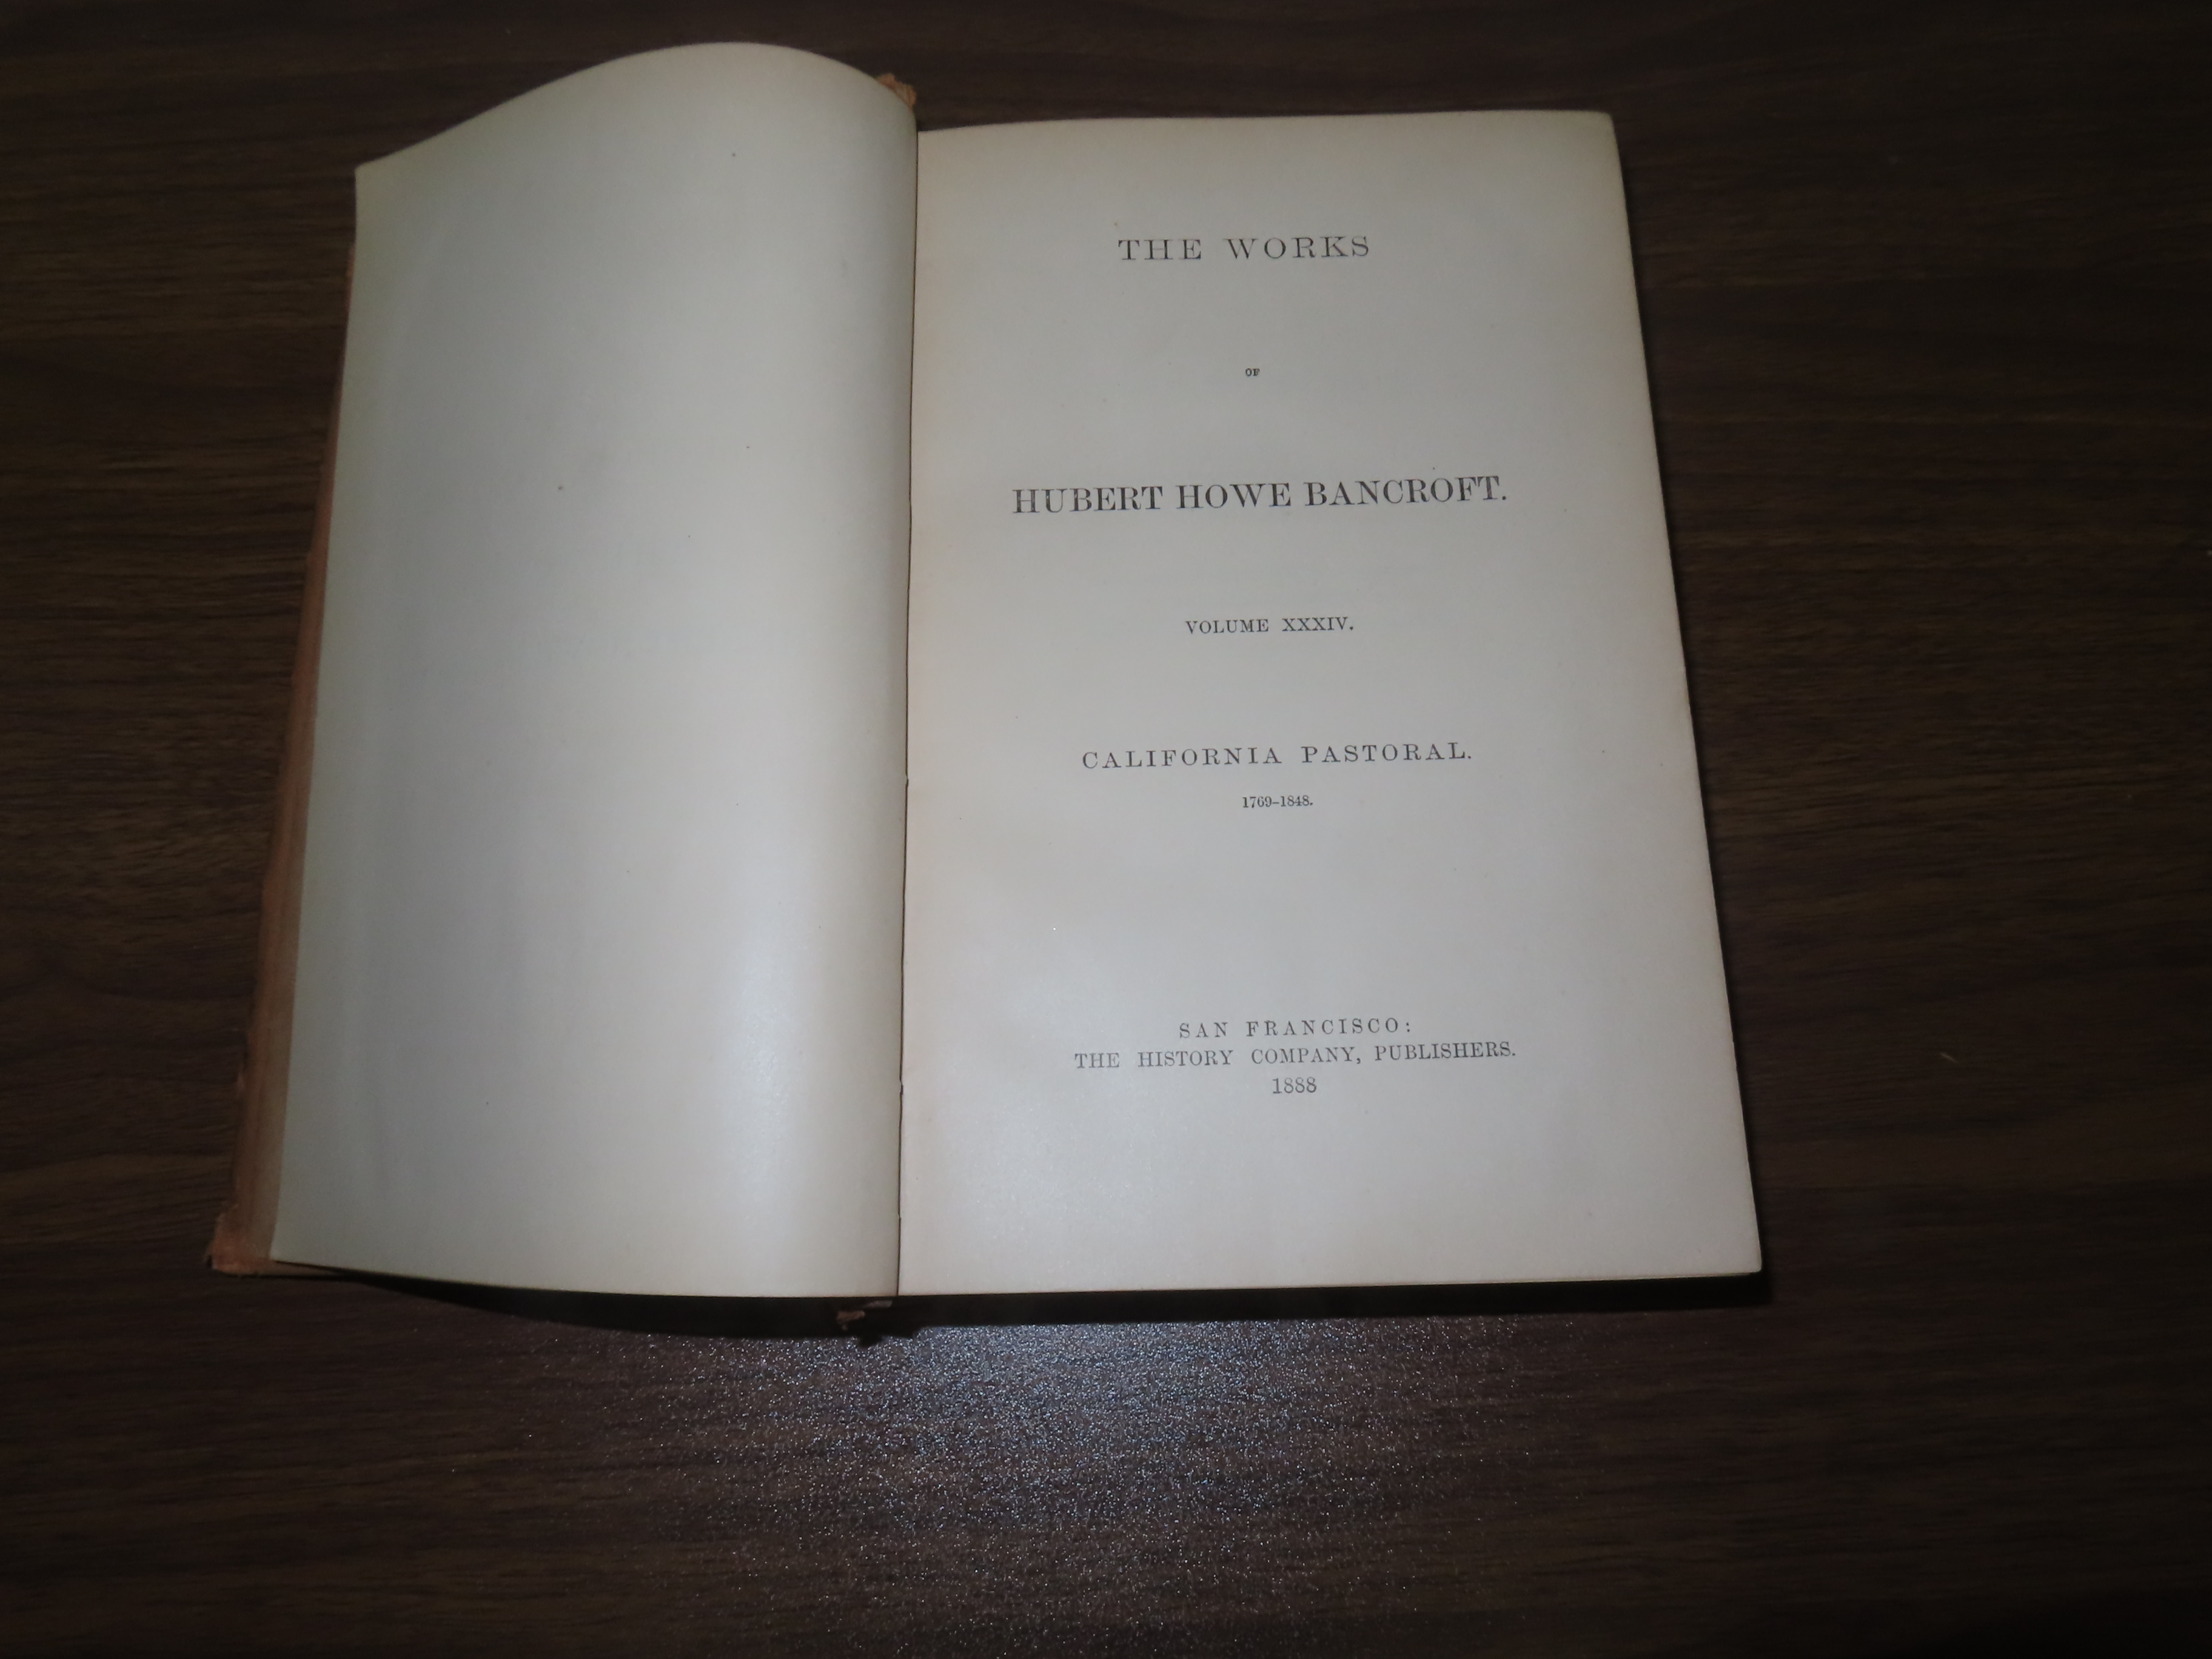 THE WORKS
OF
HUBERT HOWE BANCROFT.
VOLUME XXXIV.
CALIFORNIA PASTORAL.
1769–1848.
SAN FRANCISCO:
THE HISTORY COMPANY, PUBLISHERS.
1888